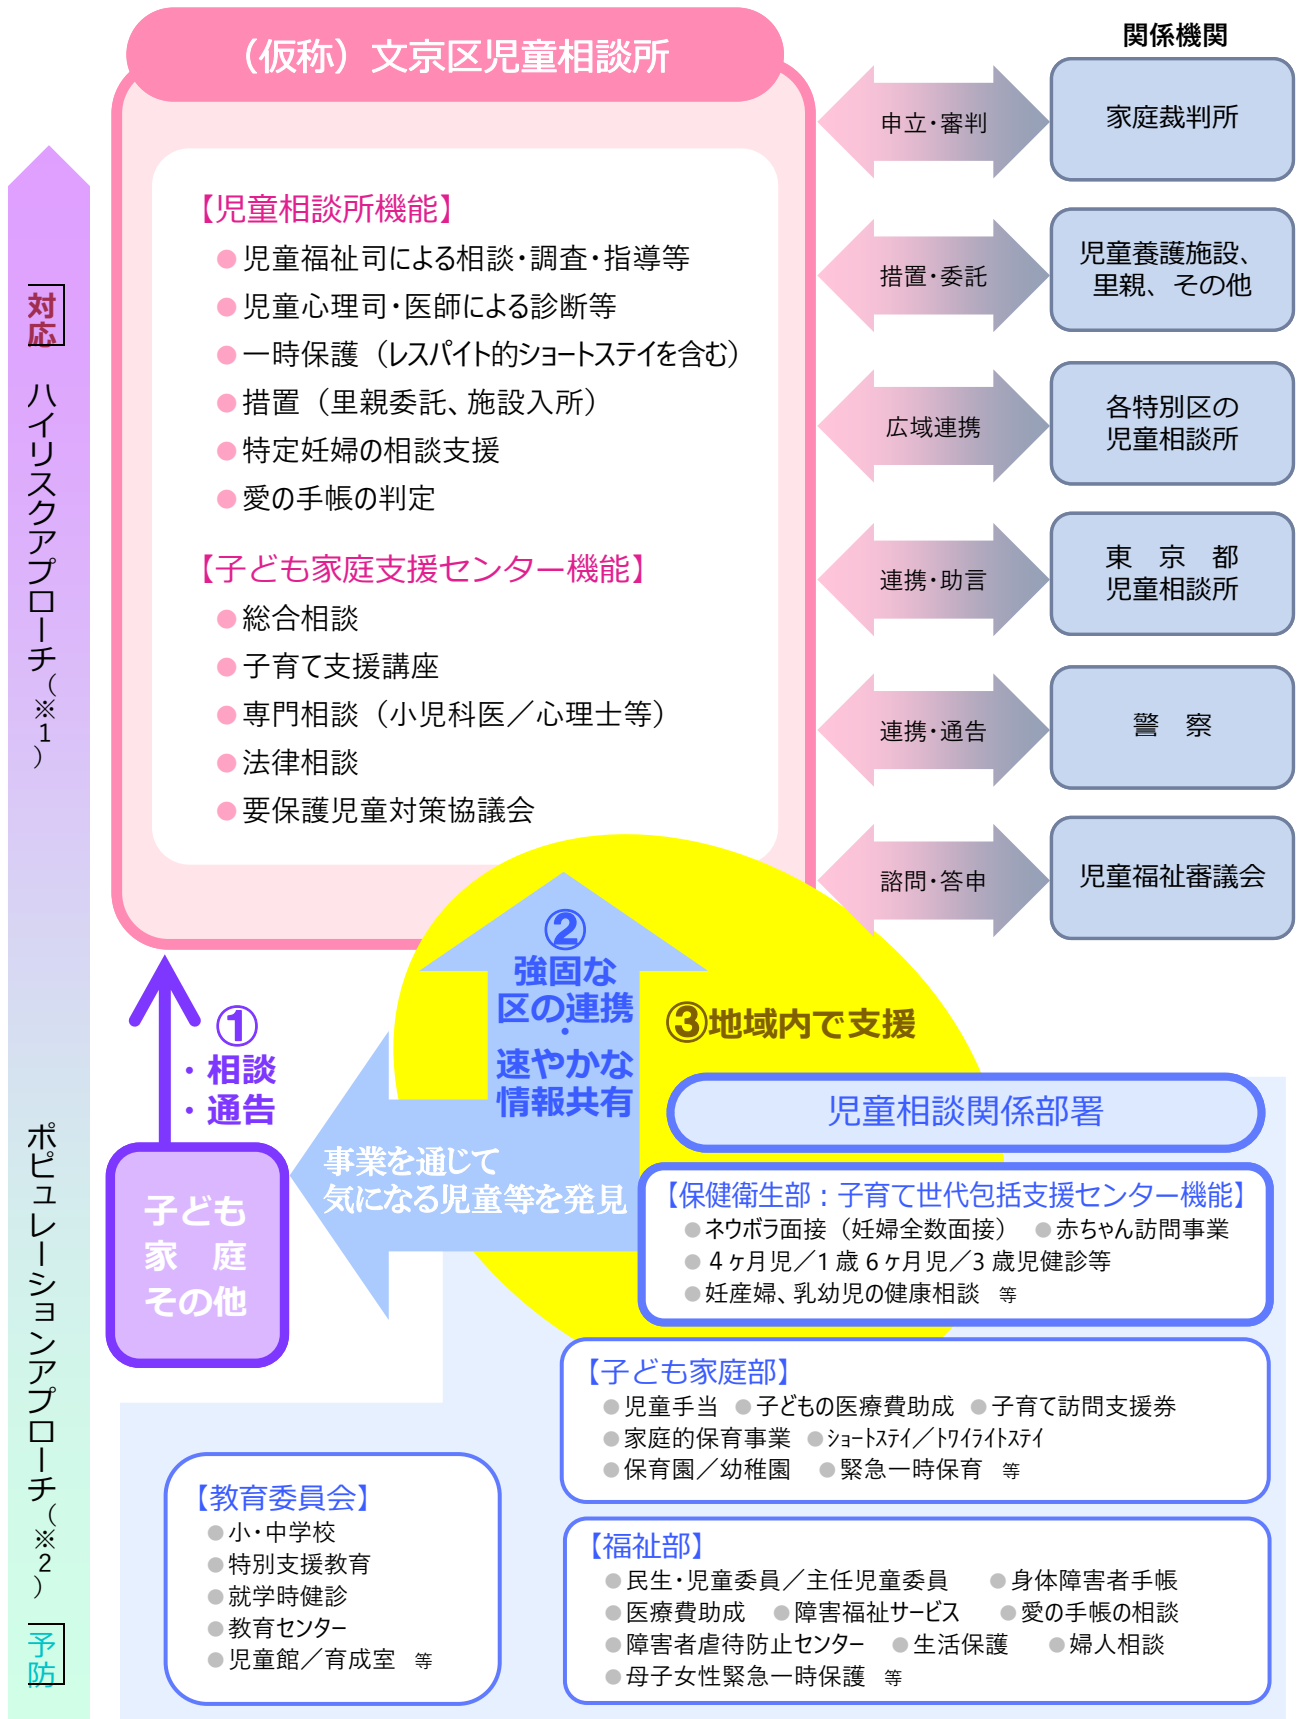 （仮称）文京区児童相談所
【児童相談所機能】
●児童福祉司による相談・調査・指導等
●児童心理司・医師による診断等
●一時保護（レスパイト的ショートステイを含む）
●措置（里親委託、施設入所）
●特定妊婦の相談支援
●愛の手帳の判定
【子ども家庭支援センター機能】
●総合相談
●子育て支援講座
●専門相談（小児科医／心理士等）
●法律相談
●要保護児童対策協議会
関係機関
申立・審判
家庭裁判所
措置・委託
児童養護施設、
里親、その他
広域連携
各特別区の
児童相談所
連携・助言
東　京　都
児童相談所
連携・通告
警　察
諮問・答申
児童福祉審議会
対応
ハイリスクアプローチ（※1）
ポピュレーションアプローチ（※2）
予防
①
・相談
・通告
子ども
家　庭
その他
②
強固な
区の連携
・
速やかな
情報共有
事業を通じて
気になる児童等を発見
③地域内で支援
児童相談関係部署
【保健衛生部：子育て世代包括支援センター機能】
●ネウボラ面接（妊婦全数面接）　●赤ちゃん訪問事業
●４ヶ月児／1歳6ヶ月児／3歳児健診等
●妊産婦、乳幼児の健康相談　等
【子ども家庭部】
●児童手当　●子どもの医療費助成　●子育て訪問支援券
●家庭的保育事業　●ｼｮｰﾄｽﾃｲ／ﾄﾜｲﾗｲﾄｽﾃｲ
●保育園／幼稚園　●緊急一時保育　等
【教育委員会】
●小・中学校
●特別支援教育
●就学時健診
●教育センター
●児童館／育成室　等
【福祉部】
●民生・児童委員／主任児童委員　●身体障害者手帳
●医療費助成　●障害福祉サービス　●愛の手帳の相談
●障害者虐待防止センター　●生活保護　●婦人相談
●母子女性緊急一時保護　等